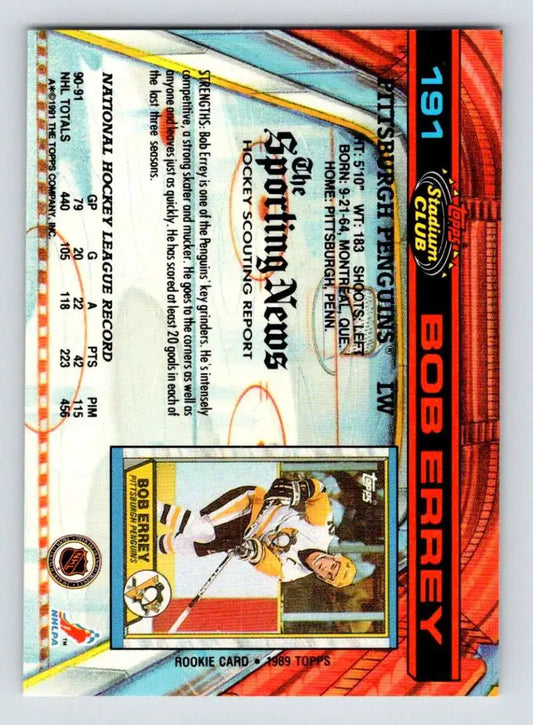 191
TOPPS
Stadium
CLUB
BOB ERREY
PITTSBURGH PENGUINS® LW
HT: 5'10" WT: 183 SHOOTS: LEFT
BORN: 9-21-64, MONTREAL, QUE.
HOME: PITTSBURGH, PENN.
The
Sporting News
HOCKEY SCOUTING REPORT
STRENGTHS: Bob Errey is one of the Penguins' key grinders. He's intensely
competitive, a strong skater and mucker. He goes to the corners as well as
anyone and leaves just as quickly. He has scored at least 20 goals in each of
the last three seasons.
NATIONAL HOCKEY LEAGUE RECORD
GP G A PTS PIM
90-91 79 20 22 42 115
NHL TOTALS 440 105 118 223 456
A*©1991 THE TOPPS COMPANY, INC.
TOPPS
BOB ERREY
PITTSBURGH PENGUINS
ROOKIE CARD • 1989 TOPPS
NHL
NHLPA™